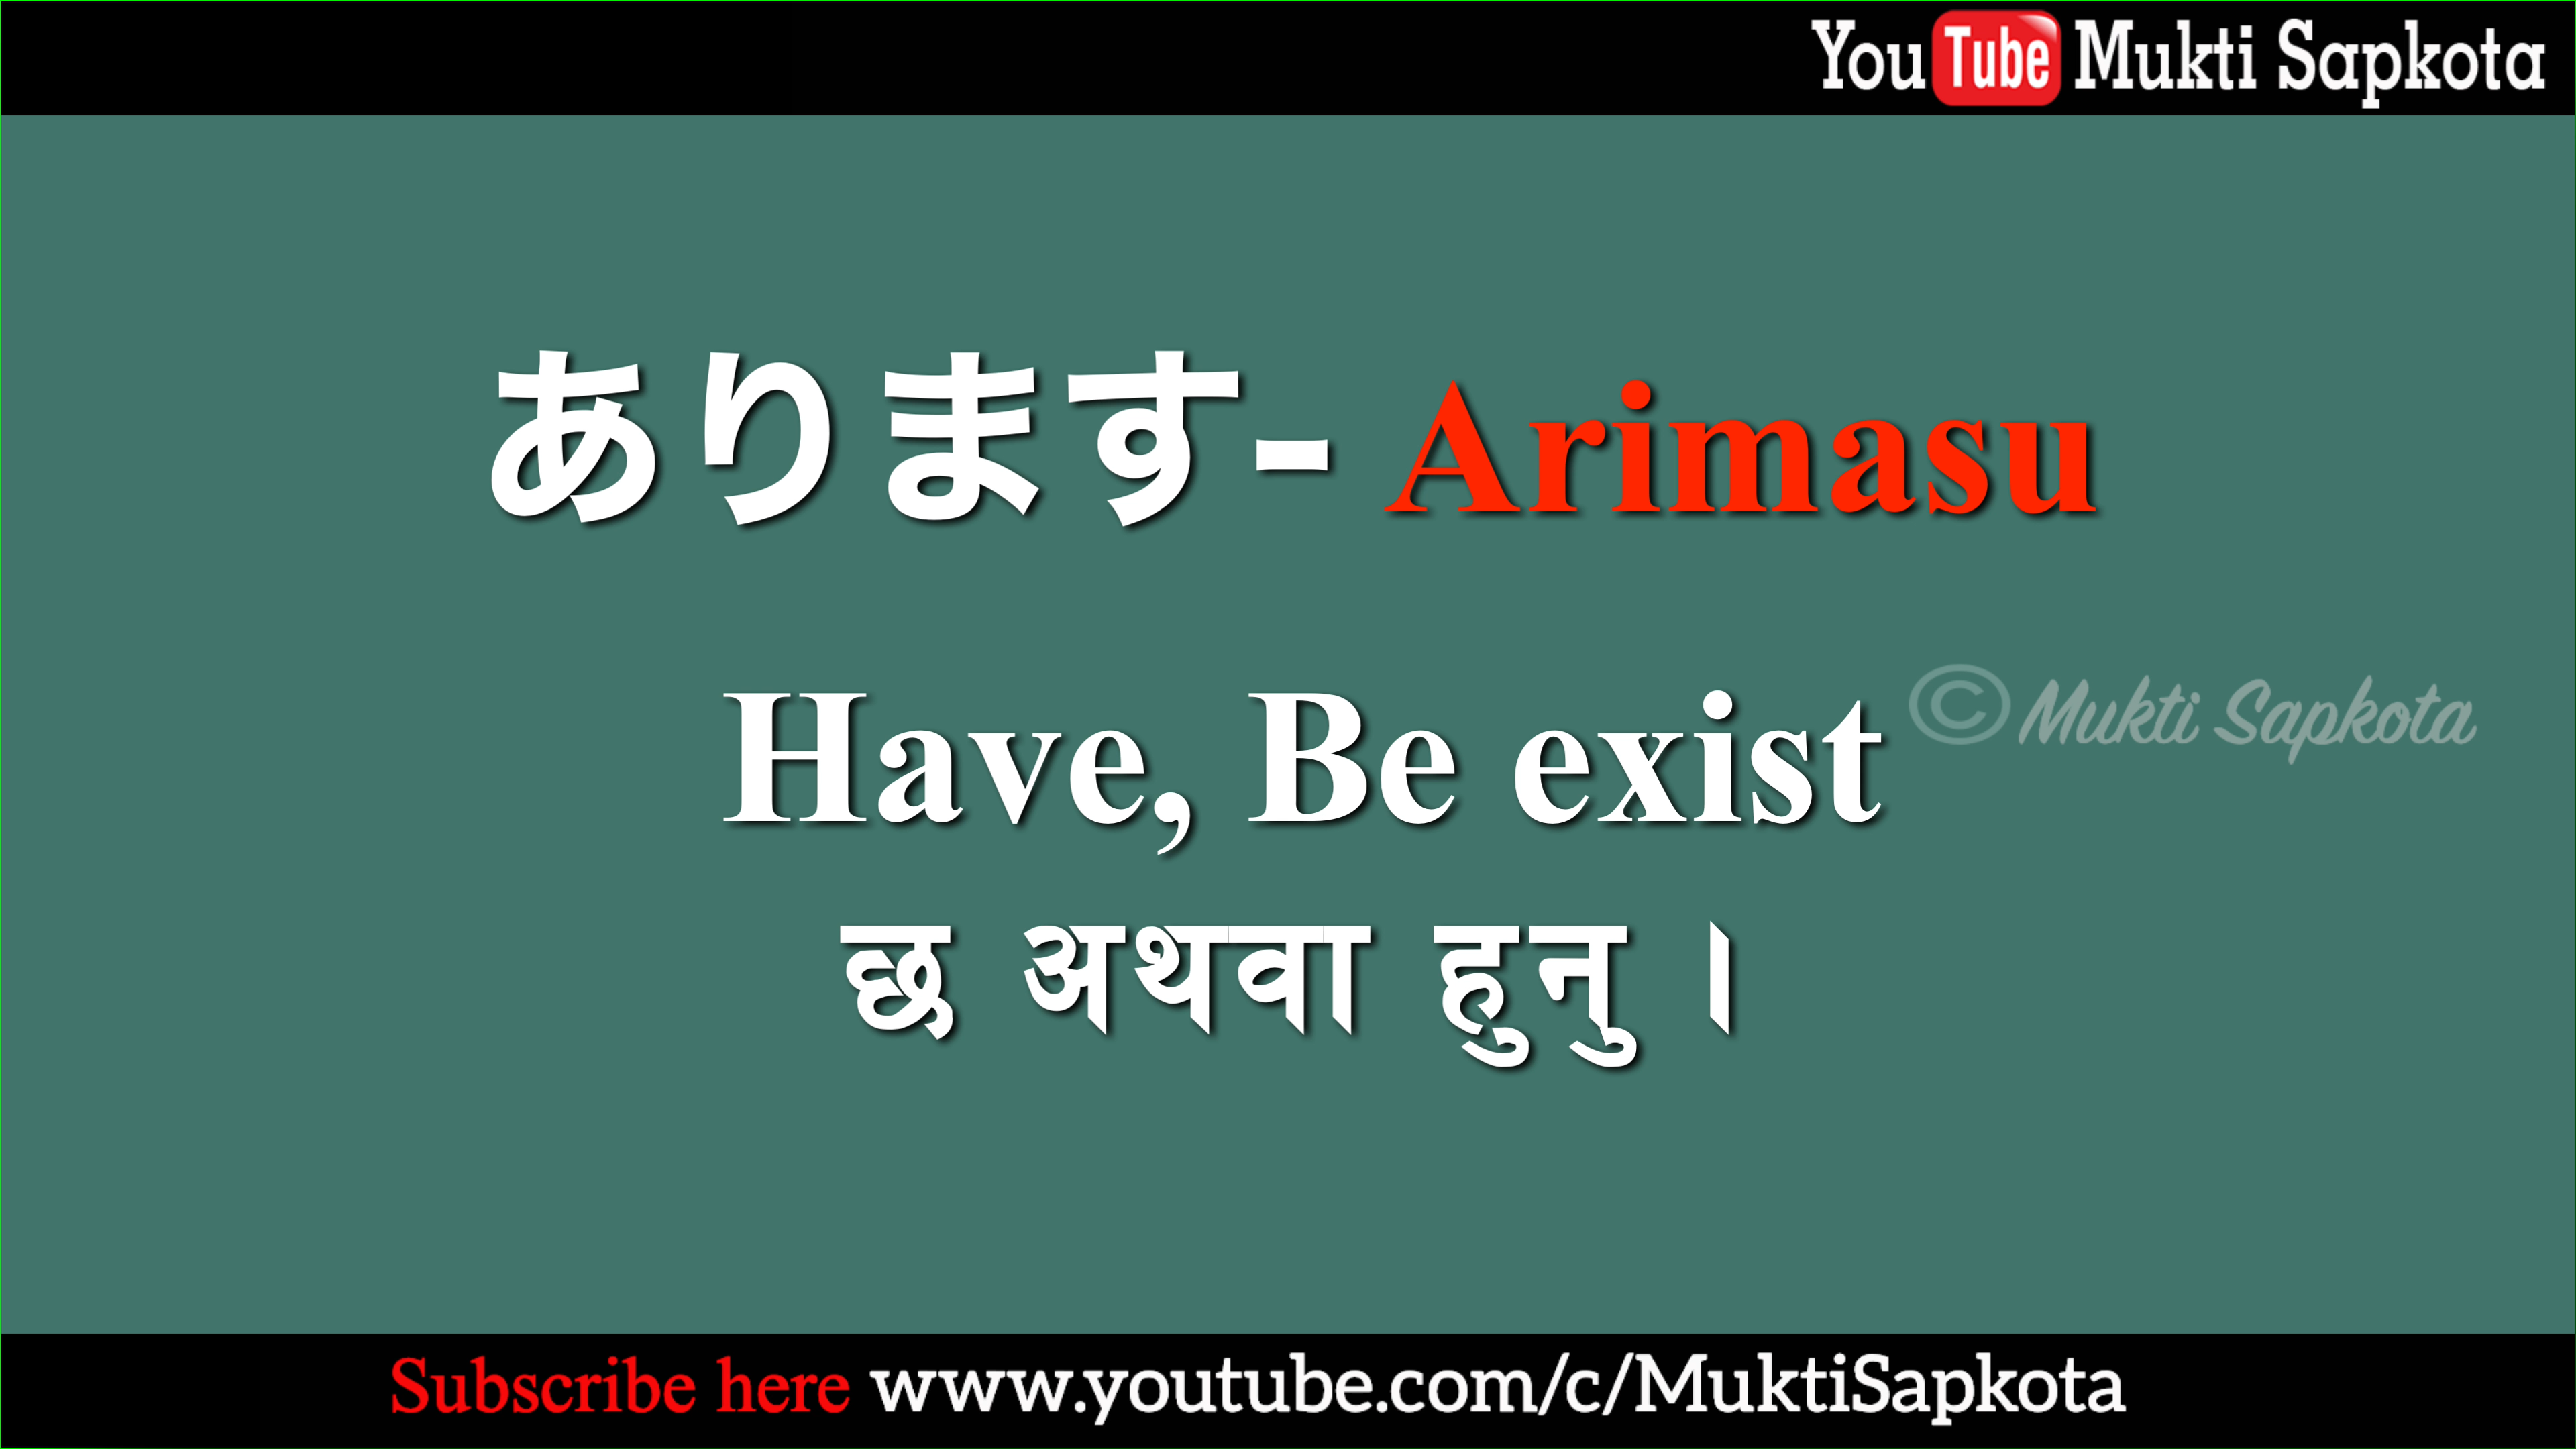 YouTube Mukti Sapkota
あります- Arimasu
Have, Be exist
© Mukti Sapkota
छ अथवा हुनु ।
Subscribe here www.youtube.com/c/MuktiSapkota